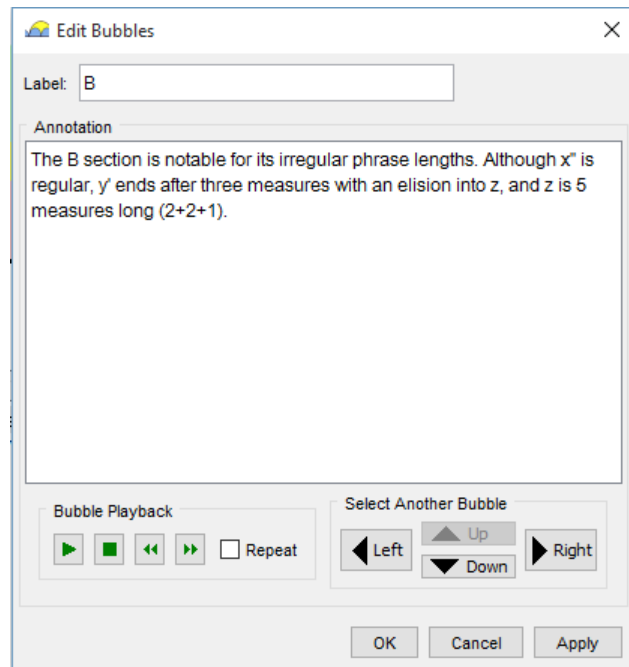 Edit Bubbles
Label: B
Annotation
The B section is notable for its irregular phrase lengths. Although x" is
regular, y' ends after three measures with an elision into z, and z is 5
measures long (2+2+1).
Bubble Playback
Repeat
Select Another Bubble
Left
Up
Down
Right
OK Cancel Apply